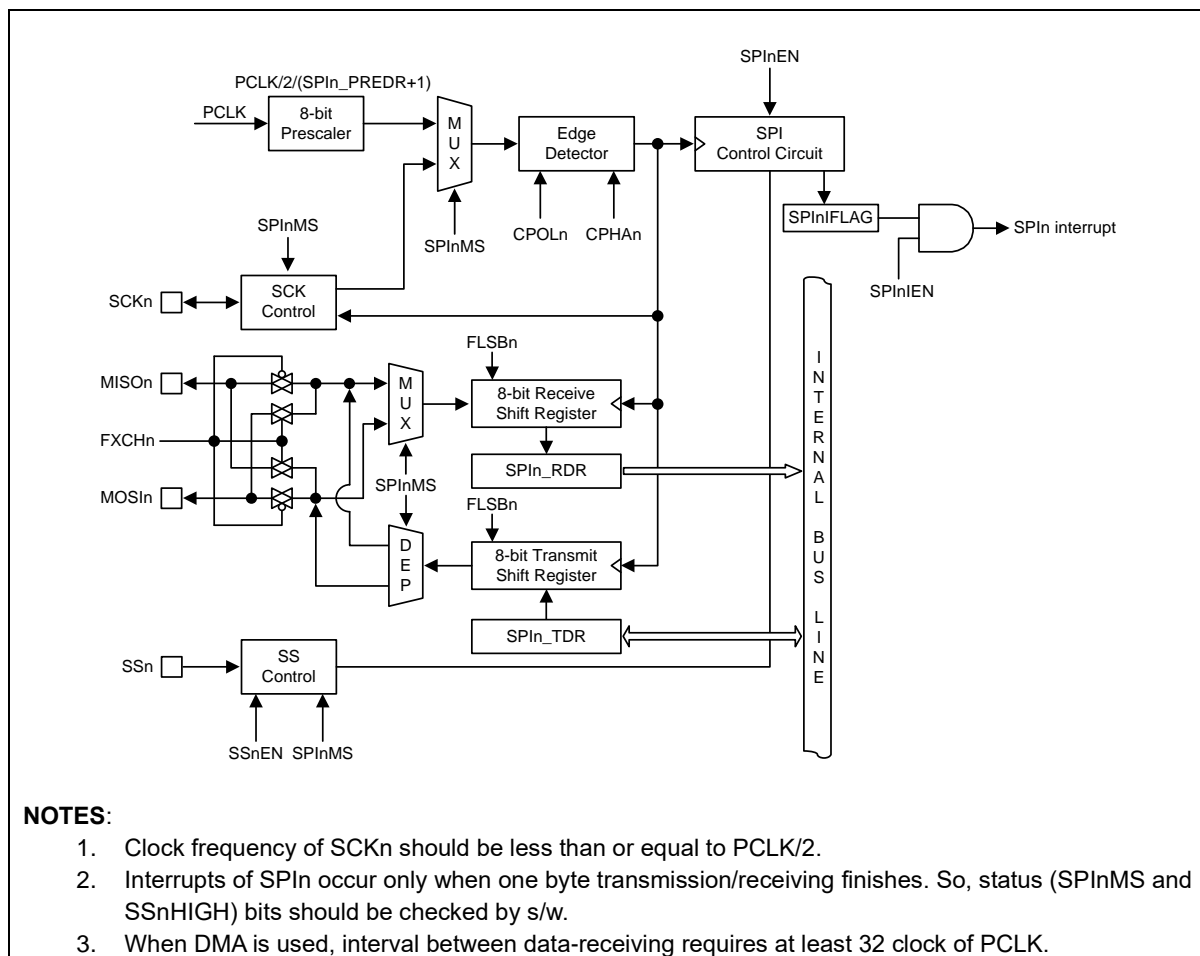 SPInEN
PCLK/2/(SPIn_PREDR+1)
PCLK
8-bit
Prescaler
M
U
X
Edge
Detector
SPI
Control Circuit
SPInMS
CPOLn
CPHAn
SPInIFLAG
SPIn interrupt
SPInIEN
SPInMS
SCKn
SCK
Control
MISOn
FXCHn
MOSIn
M
U
X
FLSBn
8-bit Receive
Shift Register
SPIn_RDR
SPInMS
FLSBn
D
E
P
8-bit Transmit
Shift Register
SPIn_TDR
SSn
SS
Control
SSnEN
SPInMS
I
N
T
E
R
N
A
L
B
U
S
L
I
N
E
NOTES:
1. Clock frequency of SCKn should be less than or equal to PCLK/2.
2. Interrupts of SPIn occur only when one byte transmission/receiving finishes. So, status (SPInMS and
SSnHIGH) bits should be checked by s/w.
3. When DMA is used, interval between data-receiving requires at least 32 clock of PCLK.